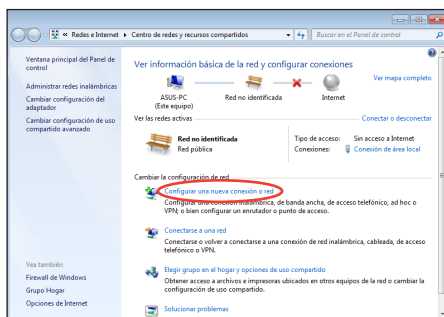 « Redes e Internet ▸ Centro de redes y recursos compartidos
Buscar en el Panel de control
Ventana principal del Panel de
control
Administrar redes inalámbricas
Cambiar configuración del
adaptador
Cambiar configuración de uso
compartido avanzado
Ver información básica de la red y configurar conexiones
Ver mapa completo
ASUS-PC
(Este equipo)
Red no identificada
Internet
Ver las redes activas
Conectar o desconectar
Red no identificada
Red pública
Tipo de acceso: Sin acceso a Internet
Conexiones: Conexión de área local
Cambiar la configuración de red
Configurar una nueva conexión o red
Configurar una conexión inalámbrica, de banda ancha, de acceso telefónico, ad hoc o
VPN; o bien configurar un enrutador o punto de acceso.
Conectarse a una red
Conectarse o volver a conectarse a una conexión de red inalámbrica, cableada, de acceso
telefónico o VPN.
Elegir grupo en el hogar y opciones de uso compartido
Obtener acceso a archivos e impresoras ubicados en otros equipos de la red o cambiar la
configuración de uso compartido.
Solucionar problemas
Vea también
Firewall de Windows
Grupo Hogar
Opciones de Internet